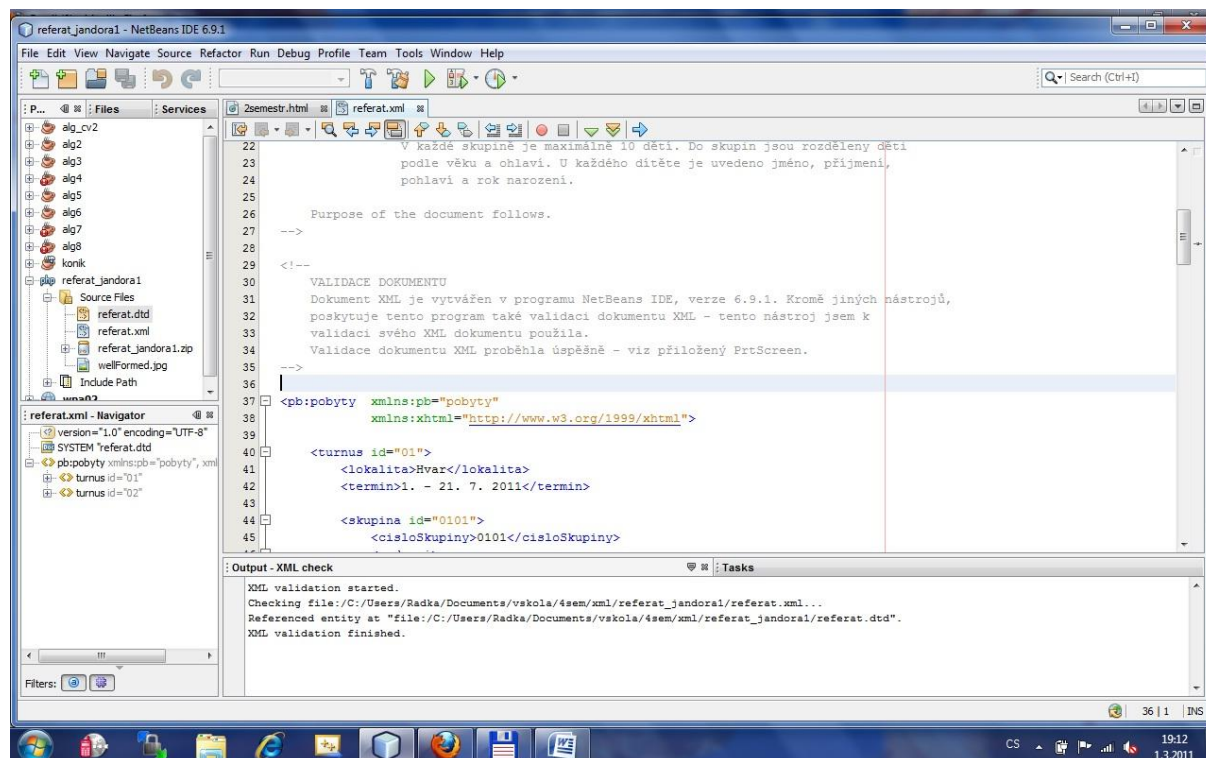 referat_jandora1 - NetBeans IDE 6.9.1
File Edit View Navigate Source Refactor Run Debug Profile Team Tools Window Help
Search (Ctrl+I)
P... Files Services
alg_cv2
alg2
alg3
alg4
alg5
alg6
alg7
alg8
konik
referat_jandora1
Source Files
referat.dtd
referat.xml
referat_jandora1.zip
wellFormed.jpg
Include Path
wpa02
referat.xml - Navigator
version="1.0" encoding="UTF-8"
SYSTEM "referat.dtd
pb:pobyty xmlns:pb="pobyty", xml
turnus id="01"
turnus id="02"
Filters:
2semestr.html referat.xml
22 V každé skupině je maximálně 10 dětí. Do skupin jsou rozděleny děti
23 podle věku a ohlaví. U každého dítěte je uvedeno jméno, příjmení,
24 pohlaví a rok narození.
25
26 Purpose of the document follows.
27 -->
28
29 <!--
30 VALIDACE DOKUMENTU
31 Dokument XML je vytvářen v programu NetBeans IDE, verze 6.9.1. Kromě jiných nástrojů,
32 poskytuje tento program také validaci dokumentu XML - tento nástroj jsem k
33 validaci svého XML dokumentu použila.
34 Validace dokumentu XML proběhla úspěšně - viz přiložený PrtScreen.
35 -->
36
37 <pb:pobyty xmlns:pb="pobyty"
38 xmlns:xhtml="http://www.w3.org/1999/xhtml">
39
40 <turnus id="01">
41 <lokalita>Hvar</lokalita>
42 <termin>1. - 21. 7. 2011</termin>
43
44 <skupina id="0101">
45 <cisloSkupiny>0101</cisloSkupiny>
Output - XML check Tasks
XML validation started.
Checking file:/C:/Users/Radka/Documents/vskola/4sem/xml/referat_jandora1/referat.xml...
Referenced entity at "file:/C:/Users/Radka/Documents/vskola/4sem/xml/referat_jandora1/referat.dtd".
XML validation finished.
36 | 1 INS
CS 19:12
1.3.2011